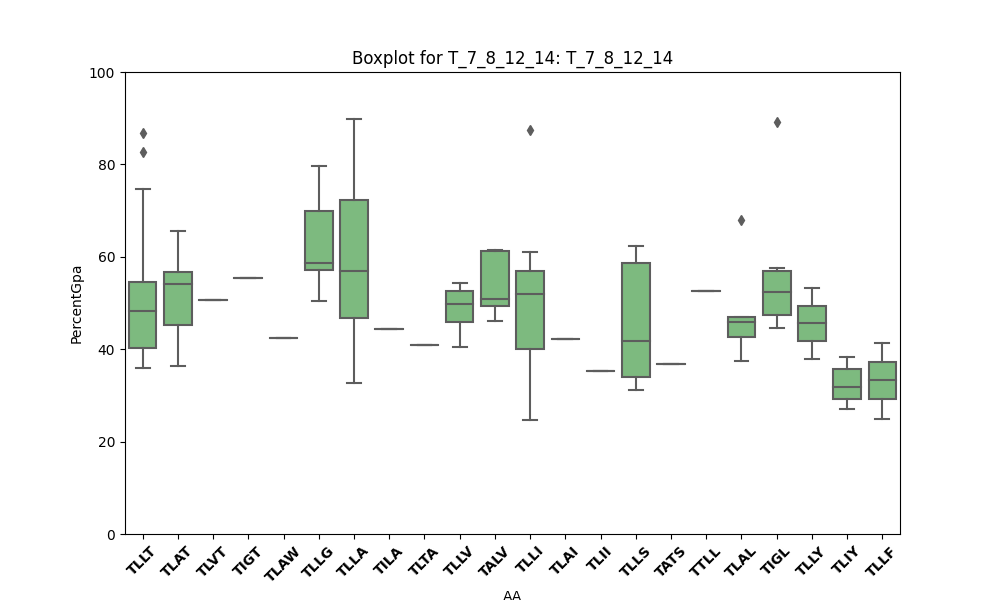 Boxplot for T_7_8_12_14: T_7_8_12_14
PercentGpa
100
80
60
40
20
0
TLLT TLAT TLVT TIGT TLAW TLLG TLLA TILA TLTA TLLV TALV TLLI TLAI TLII TLLS TATS TTLL TLAL TIGL TLLY TLIY TLLF
AA